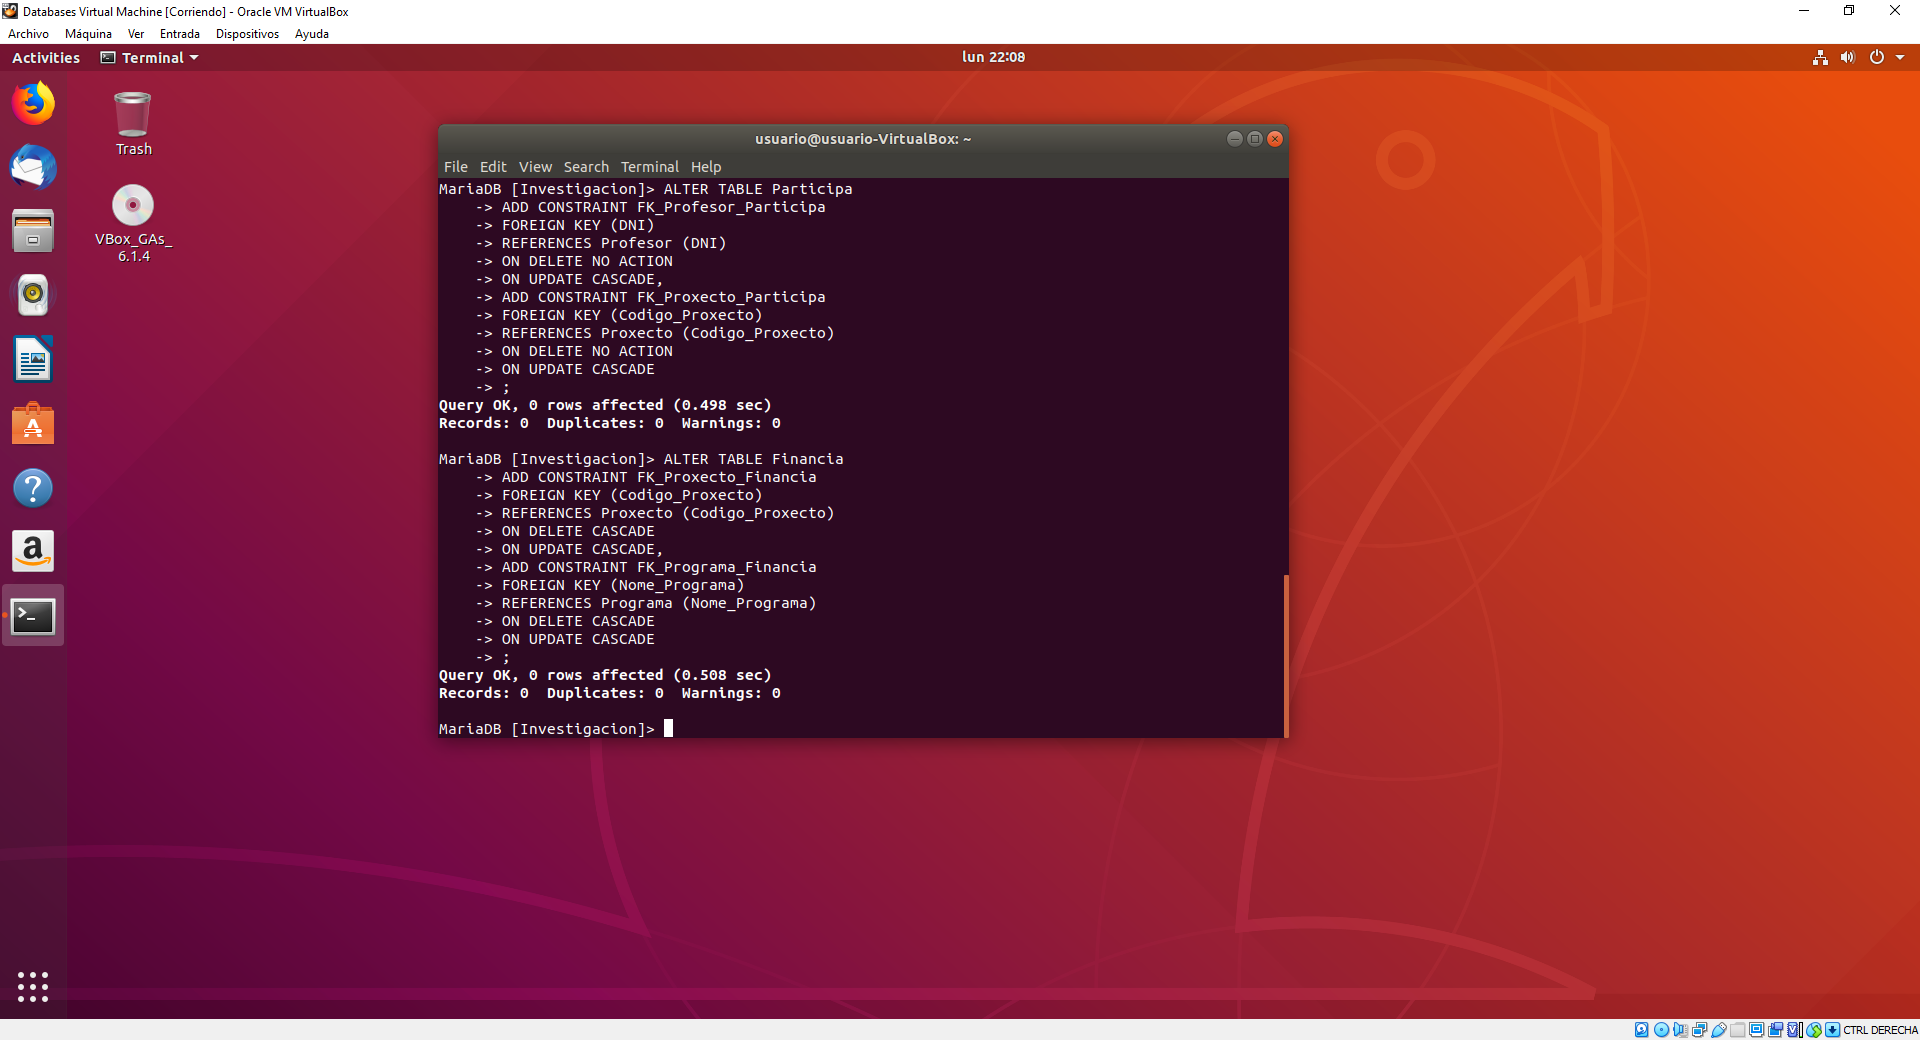 Databases Virtual Machine [Corriendo] - Oracle VM VirtualBox
Archivo Máquina Ver Entrada Dispositivos Ayuda
Activities Terminal lun 22:08
Trash
VBox_GAs_
6.1.4
usuario@usuario-VirtualBox: ~
File Edit View Search Terminal Help
MariaDB [Investigacion]> ALTER TABLE Participa
    -> ADD CONSTRAINT FK_Profesor_Participa
    -> FOREIGN KEY (DNI)
    -> REFERENCES Profesor (DNI)
    -> ON DELETE NO ACTION
    -> ON UPDATE CASCADE,
    -> ADD CONSTRAINT FK_Proxecto_Participa
    -> FOREIGN KEY (Codigo_Proxecto)
    -> REFERENCES Proxecto (Codigo_Proxecto)
    -> ON DELETE NO ACTION
    -> ON UPDATE CASCADE
    -> ;
Query OK, 0 rows affected (0.498 sec)
Records: 0  Duplicates: 0  Warnings: 0
MariaDB [Investigacion]> ALTER TABLE Financia
    -> ADD CONSTRAINT FK_Proxecto_Financia
    -> FOREIGN KEY (Codigo_Proxecto)
    -> REFERENCES Proxecto (Codigo_Proxecto)
    -> ON DELETE CASCADE
    -> ON UPDATE CASCADE,
    -> ADD CONSTRAINT FK_Programa_Financia
    -> FOREIGN KEY (Nome_Programa)
    -> REFERENCES Programa (Nome_Programa)
    -> ON DELETE CASCADE
    -> ON UPDATE CASCADE
    -> ;
Query OK, 0 rows affected (0.508 sec)
Records: 0  Duplicates: 0  Warnings: 0
MariaDB [Investigacion]>
CTRL DERECHA